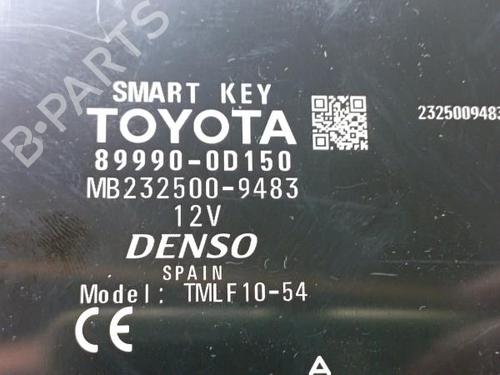 B-PARTS
SMART KEY
TOYOTA
89990-0D150
MB232500-9483
12V
DENSO
SPAIN
Model: TMLF10-54
CE
2325009483
A